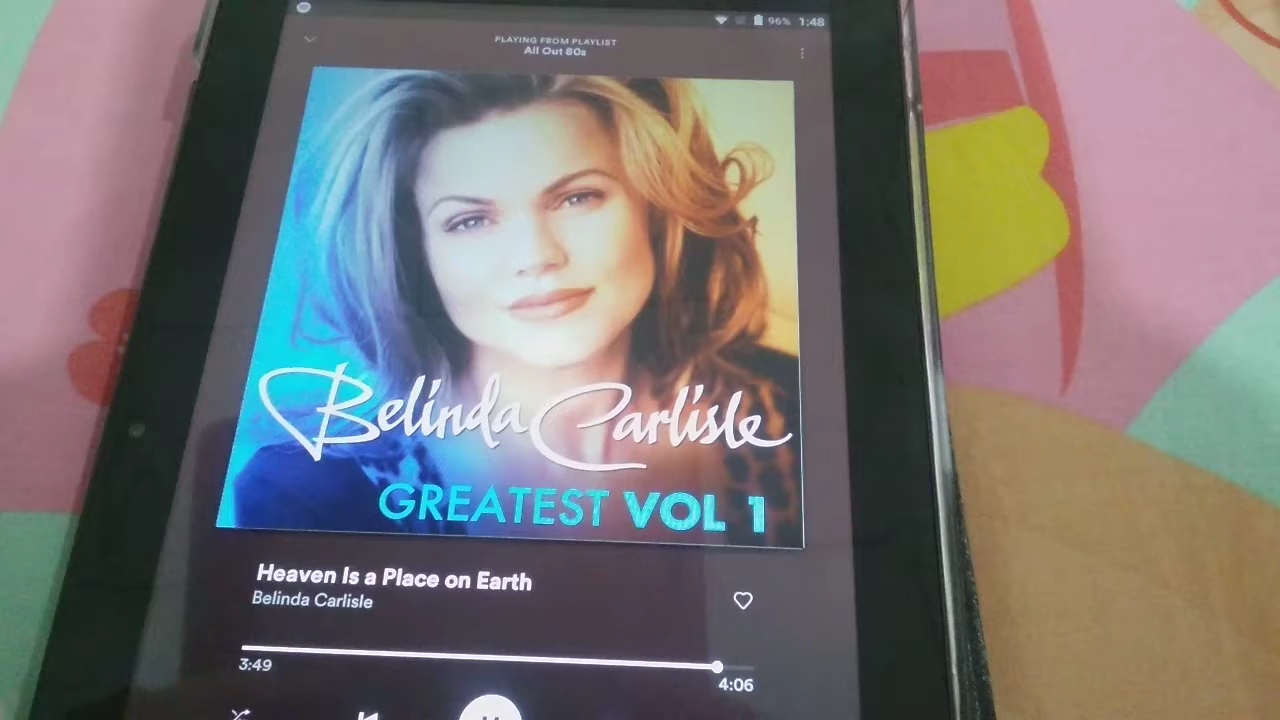 96% 1:48
PLAYING FROM PLAYLIST
All Out 80s
Belinda Carlisle
GREATEST VOL 1
Heaven Is a Place on Earth
Belinda Carlisle
3:49
4:06